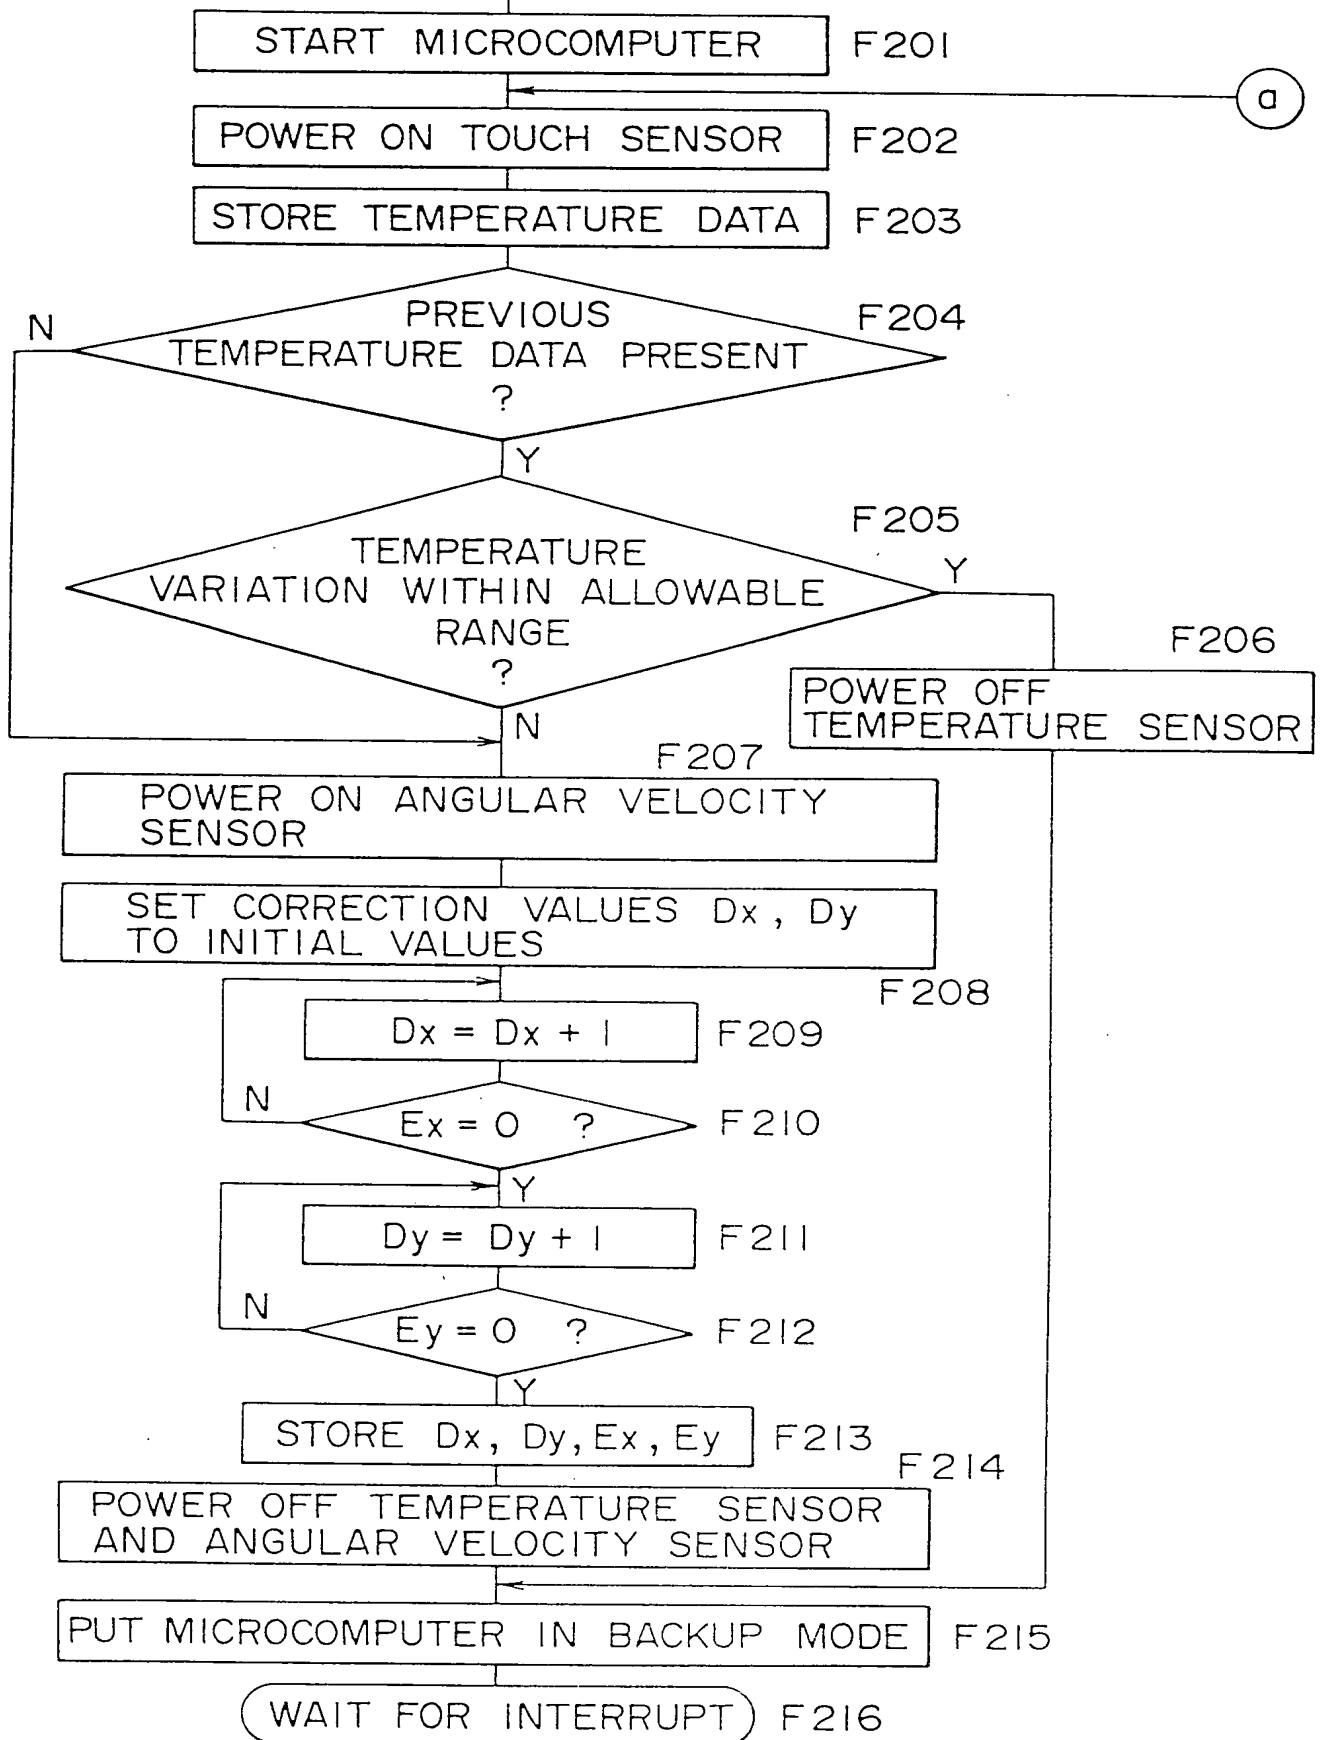 START MICROCOMPUTER F201
a
POWER ON TOUCH SENSOR F202
STORE TEMPERATURE DATA F203
N
PREVIOUS F204
TEMPERATURE DATA PRESENT
?
Y
F205
TEMPERATURE
Y
VARIATION WITHIN ALLOWABLE
RANGE
?
F206
POWER OFF
TEMPERATURE SENSOR
N
F207
POWER ON ANGULAR VELOCITY
SENSOR
SET CORRECTION VALUES Dx, Dy
TO INITIAL VALUES
F208
Dx = Dx + 1 F209
N
Ex = 0 ? F210
Y
Dy = Dy + 1 F211
N
Ey = 0 ? F212
Y
STORE Dx, Dy, Ex, Ey F213
F214
POWER OFF TEMPERATURE SENSOR
AND ANGULAR VELOCITY SENSOR
PUT MICROCOMPUTER IN BACKUP MODE F215
WAIT FOR INTERRUPT F216